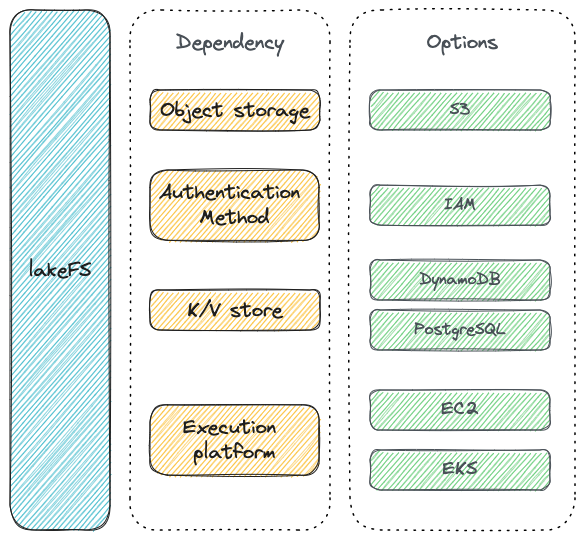 lakeFS
Dependency
Object storage
Authentication
Method
K/V store
Execution
platform
Options
S3
IAM
DynamoDB
PostgreSQL
EC2
EKS